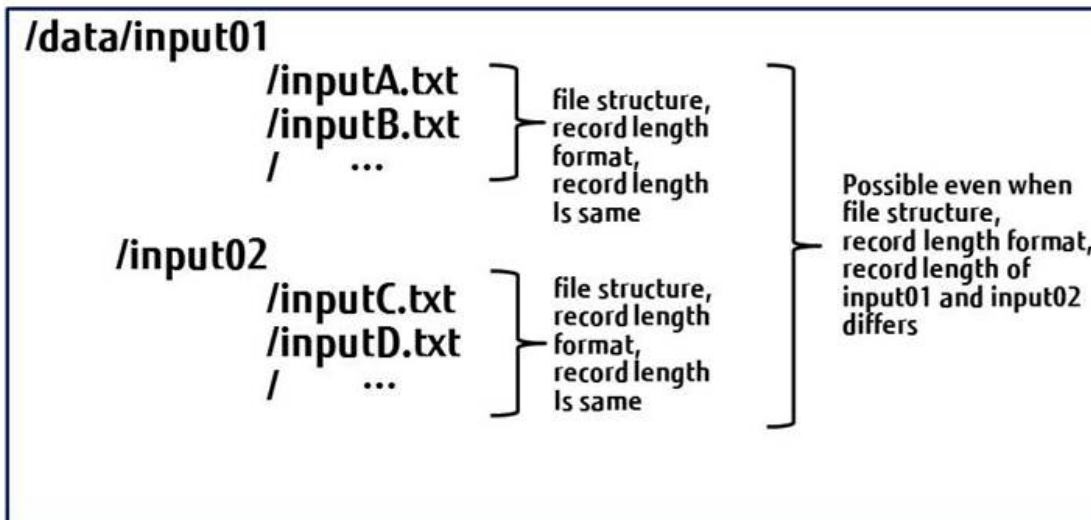 /data/input01
/inputA.txt
/inputB.txt
/ ...
file structure,
record length
format,
record length
Is same
/input02
/inputC.txt
/inputD.txt
/ ...
file structure,
record length
format,
record length
Is same
Possible even when
file structure,
record length format,
record length of
input01 and input02
differs